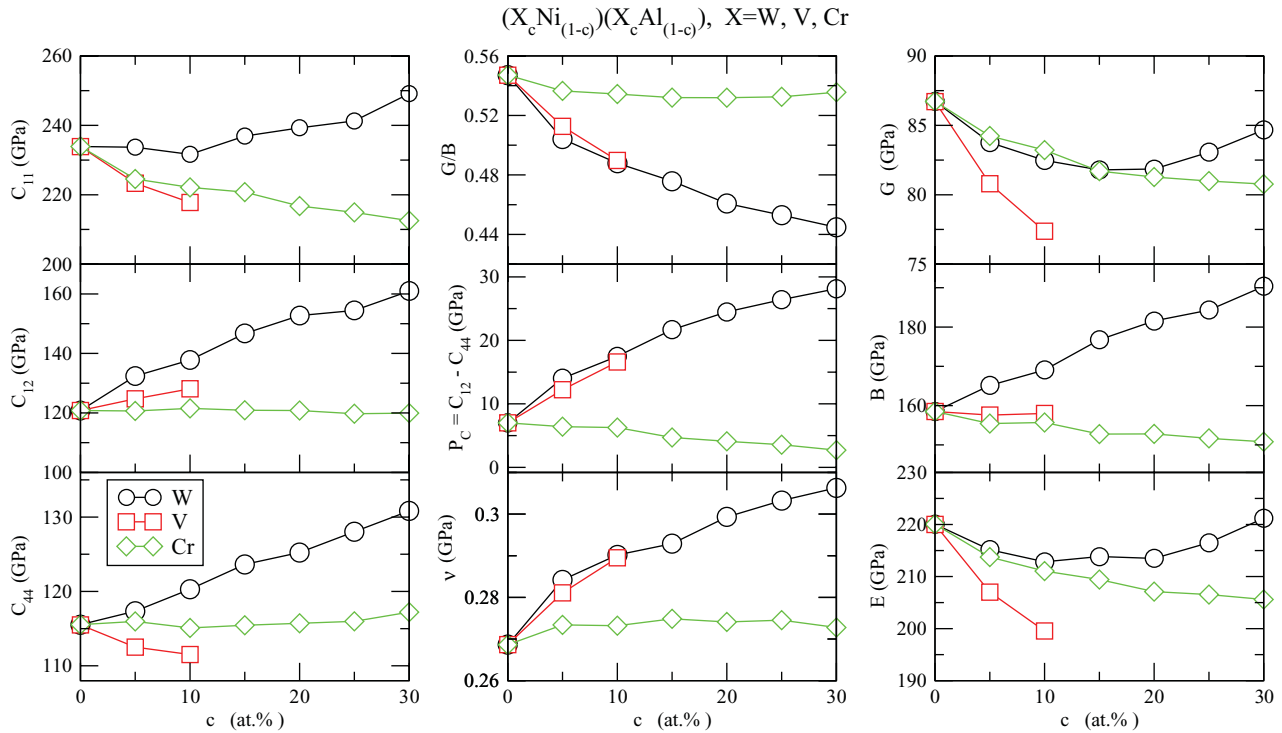 (X_cNi_(1-c))(X_cAl_(1-c)), X=W, V, Cr
260
240
220
200
C_11 (GPa)
0.56
0.52
0.48
0.44
G/B
90
85
80
75
G (GPa)
160
140
120
100
C_12 (GPa)
30
20
10
0
P_C = C_12 - C_44 (GPa)
180
160
B (GPa)
130
120
110
C_44 (GPa)
W
V
Cr
0.3
0.28
0.26
ν (GPa)
230
220
210
200
190
E (GPa)
0 10 20 30
c (at.% )
0 10 20 30
c (at.% )
0 10 20 30
c (at.% )